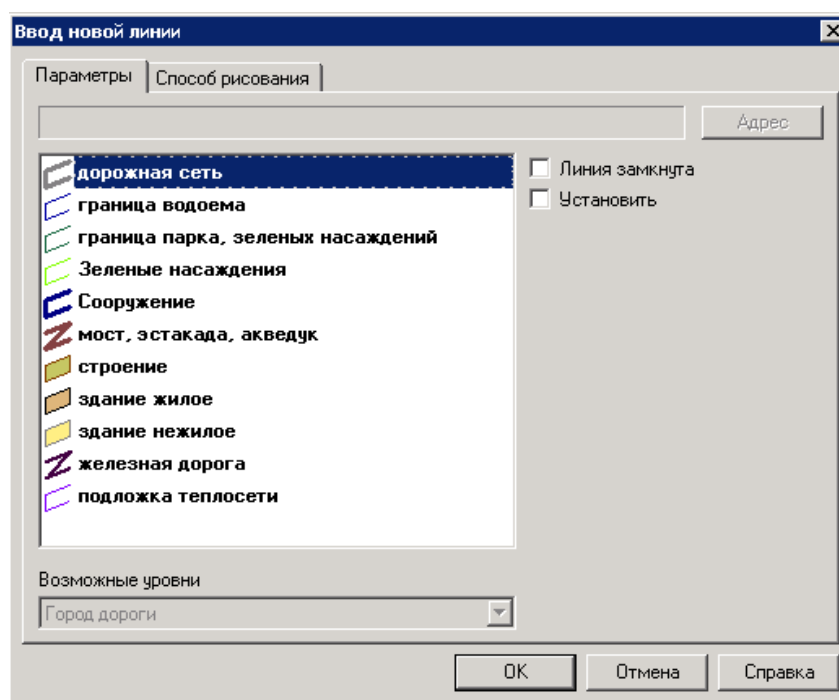 Ввод новой линии
Параметры
Способ рисования
Адрес
дорожная сеть
граница водоема
граница парка, зеленых насаждений
Зеленые насаждения
Сооружение
мост, эстакада, акведук
строение
здание жилое
здание нежилое
железная дорога
подложка теплосети
Линия замкнута
Установить
Возможные уровни
Город дороги
OK
Отмена
Справка